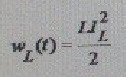 w_L(t) = LI_L^2 / 2